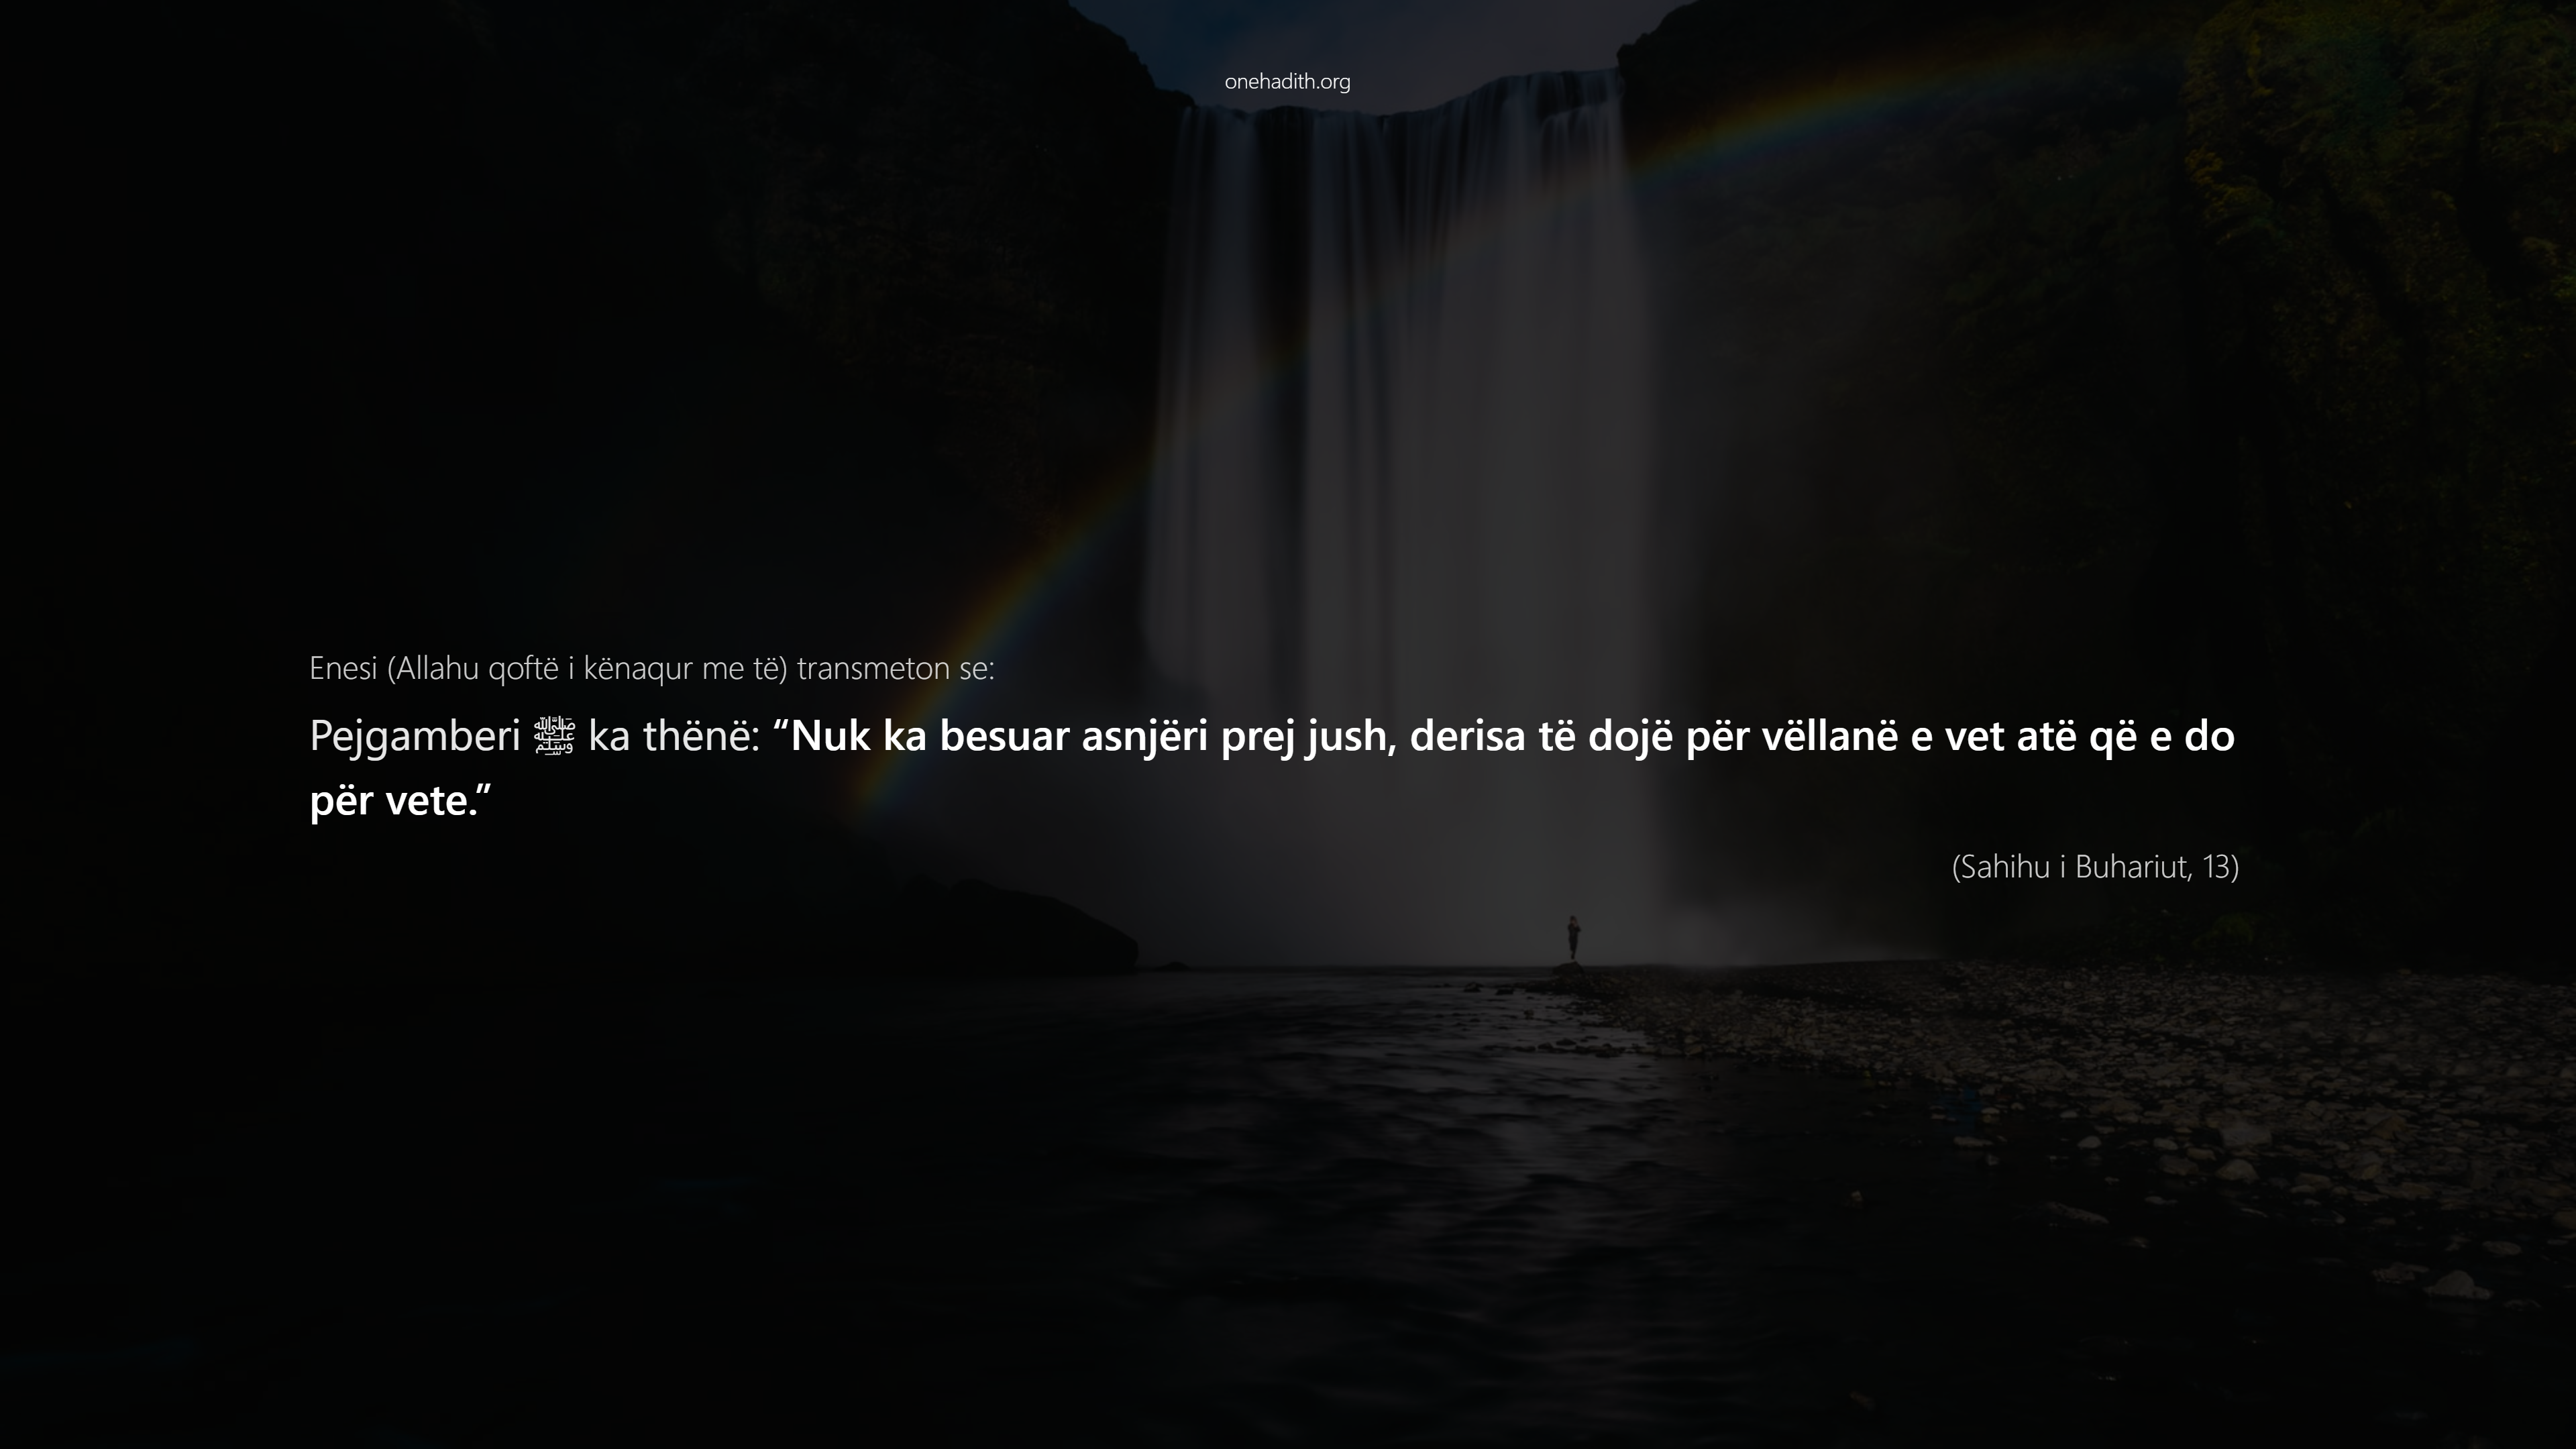 onehadith.org
Enesi (Allahu qoftë i kënaqur me të) transmeton se:
Pejgamberi ﷺ ka thënë: “Nuk ka besuar asnjëri prej jush, derisa të dojë për vëllanë e vet atë që e do
për vete.”
(Sahihu i Buhariut, 13)